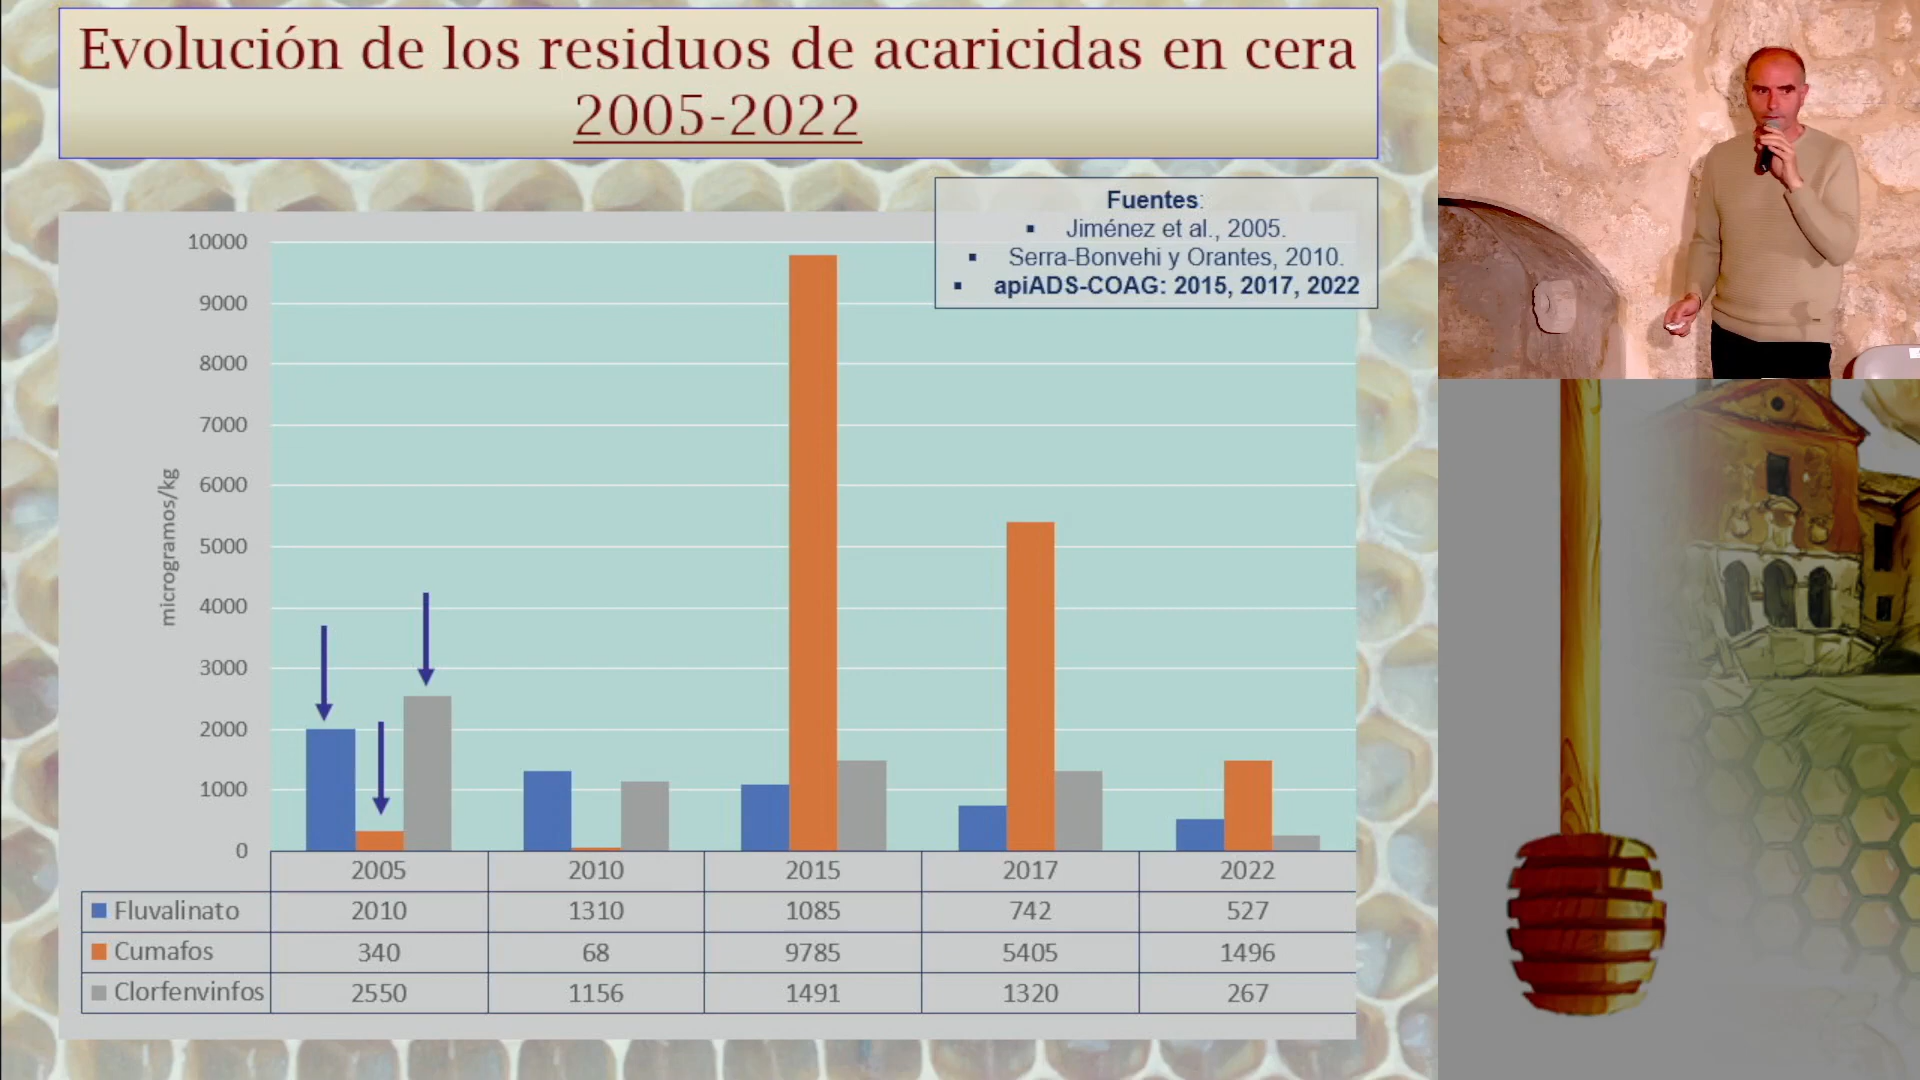 Evolución de los residuos de acaricidas en cera
2005-2022
Fuentes:
▪ Jiménez et al., 2005.
▪ Serra-Bonvehi y Orantes, 2010.
▪ apiADS-COAG: 2015, 2017, 2022
microgramos/kg
10000
9000
8000
7000
6000
5000
4000
3000
2000
1000
0
2005 2010 2015 2017 2022
Fluvalinato 2010 1310 1085 742 527
Cumafos 340 68 9785 5405 1496
Clorfenvinfos 2550 1156 1491 1320 267